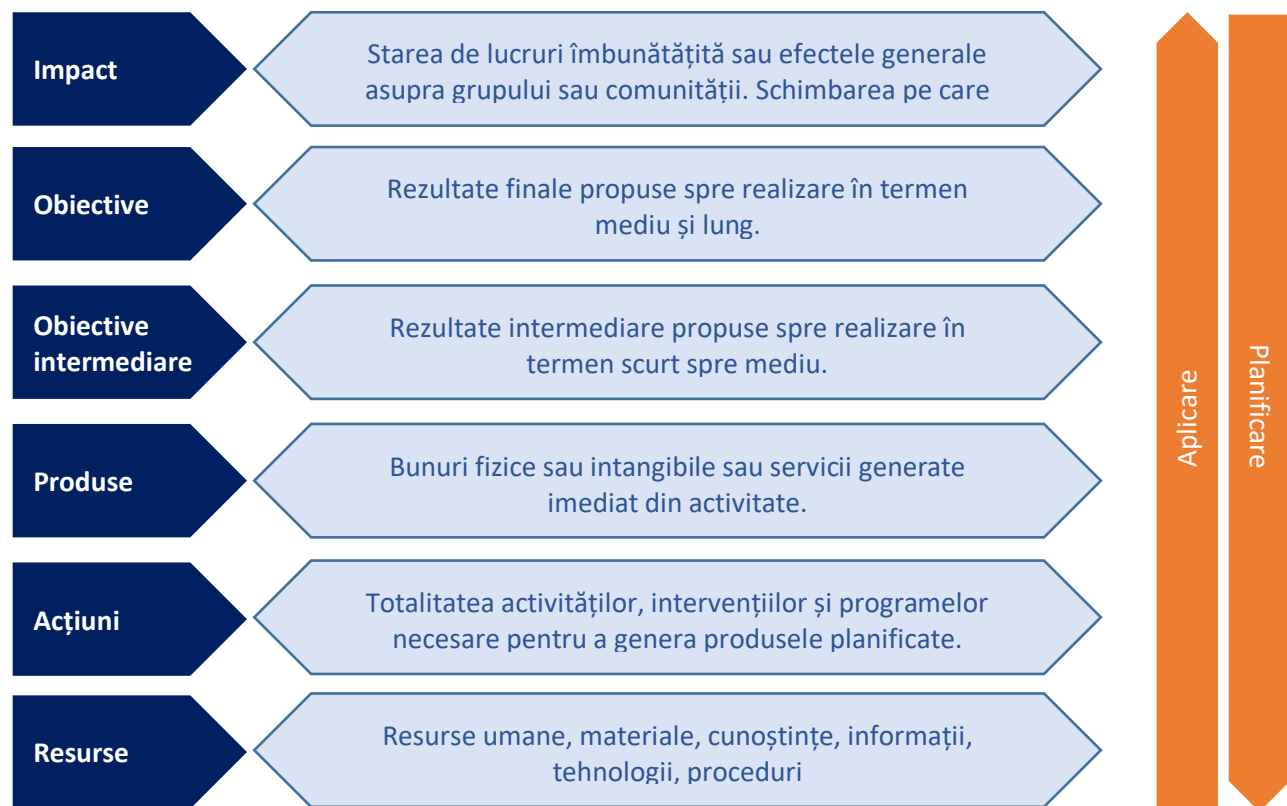 Impact
Starea de lucruri îmbunătățită sau efectele generale
asupra grupului sau comunității. Schimbarea pe care
Obiective
Rezultate finale propuse spre realizare în termen
mediu și lung.
Obiective
intermediare
Rezultate intermediare propuse spre realizare în
termen scurt spre mediu.
Produse
Bunuri fizice sau intangibile sau servicii generate
imediat din activitate.
Acțiuni
Totalitatea activităților, intervențiilor și programelor
necesare pentru a genera produsele planificate.
Resurse
Resurse umane, materiale, cunoștințe, informații,
tehnologii, proceduri
Aplicare
Planificare